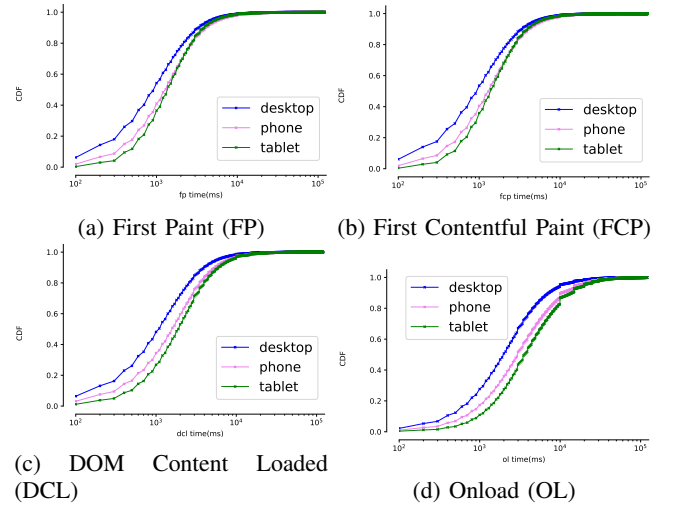 1.0
0.8
0.6
0.4
0.2
0.0
CDF
desktop
phone
tablet
10²
10³
10⁴
10⁵
fp time(ms)
(a) First Paint (FP)
1.0
0.8
0.6
0.4
0.2
0.0
CDF
desktop
phone
tablet
10²
10³
10⁴
10⁵
fcp time(ms)
(b) First Contentful Paint (FCP)
1.0
0.8
0.6
0.4
0.2
0.0
CDF
desktop
phone
tablet
10²
10³
10⁴
10⁵
dcl time(ms)
(c) DOM Content Loaded
(DCL)
1.0
0.8
0.6
0.4
0.2
0.0
CDF
desktop
phone
tablet
10²
10³
10⁴
10⁵
ol time(ms)
(d) Onload (OL)